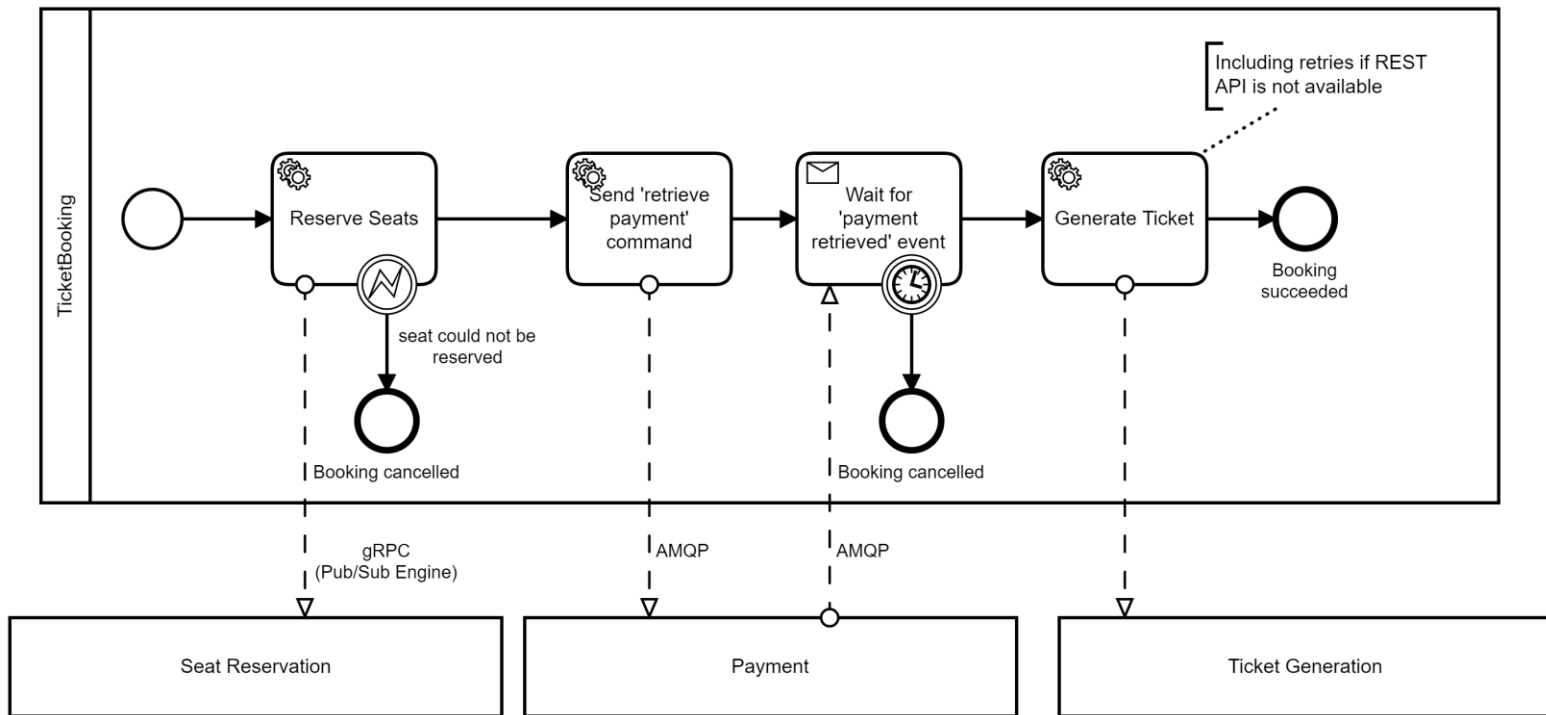 TicketBooking
Including retries if REST
API is not available
Reserve Seats
Send 'retrieve
payment'
command
Wait for
'payment
retrieved' event
Generate Ticket
Booking
succeeded
seat could not be
reserved
Booking cancelled
Booking cancelled
gRPC
(Pub/Sub Engine)
AMQP
AMQP
Seat Reservation
Payment
Ticket Generation